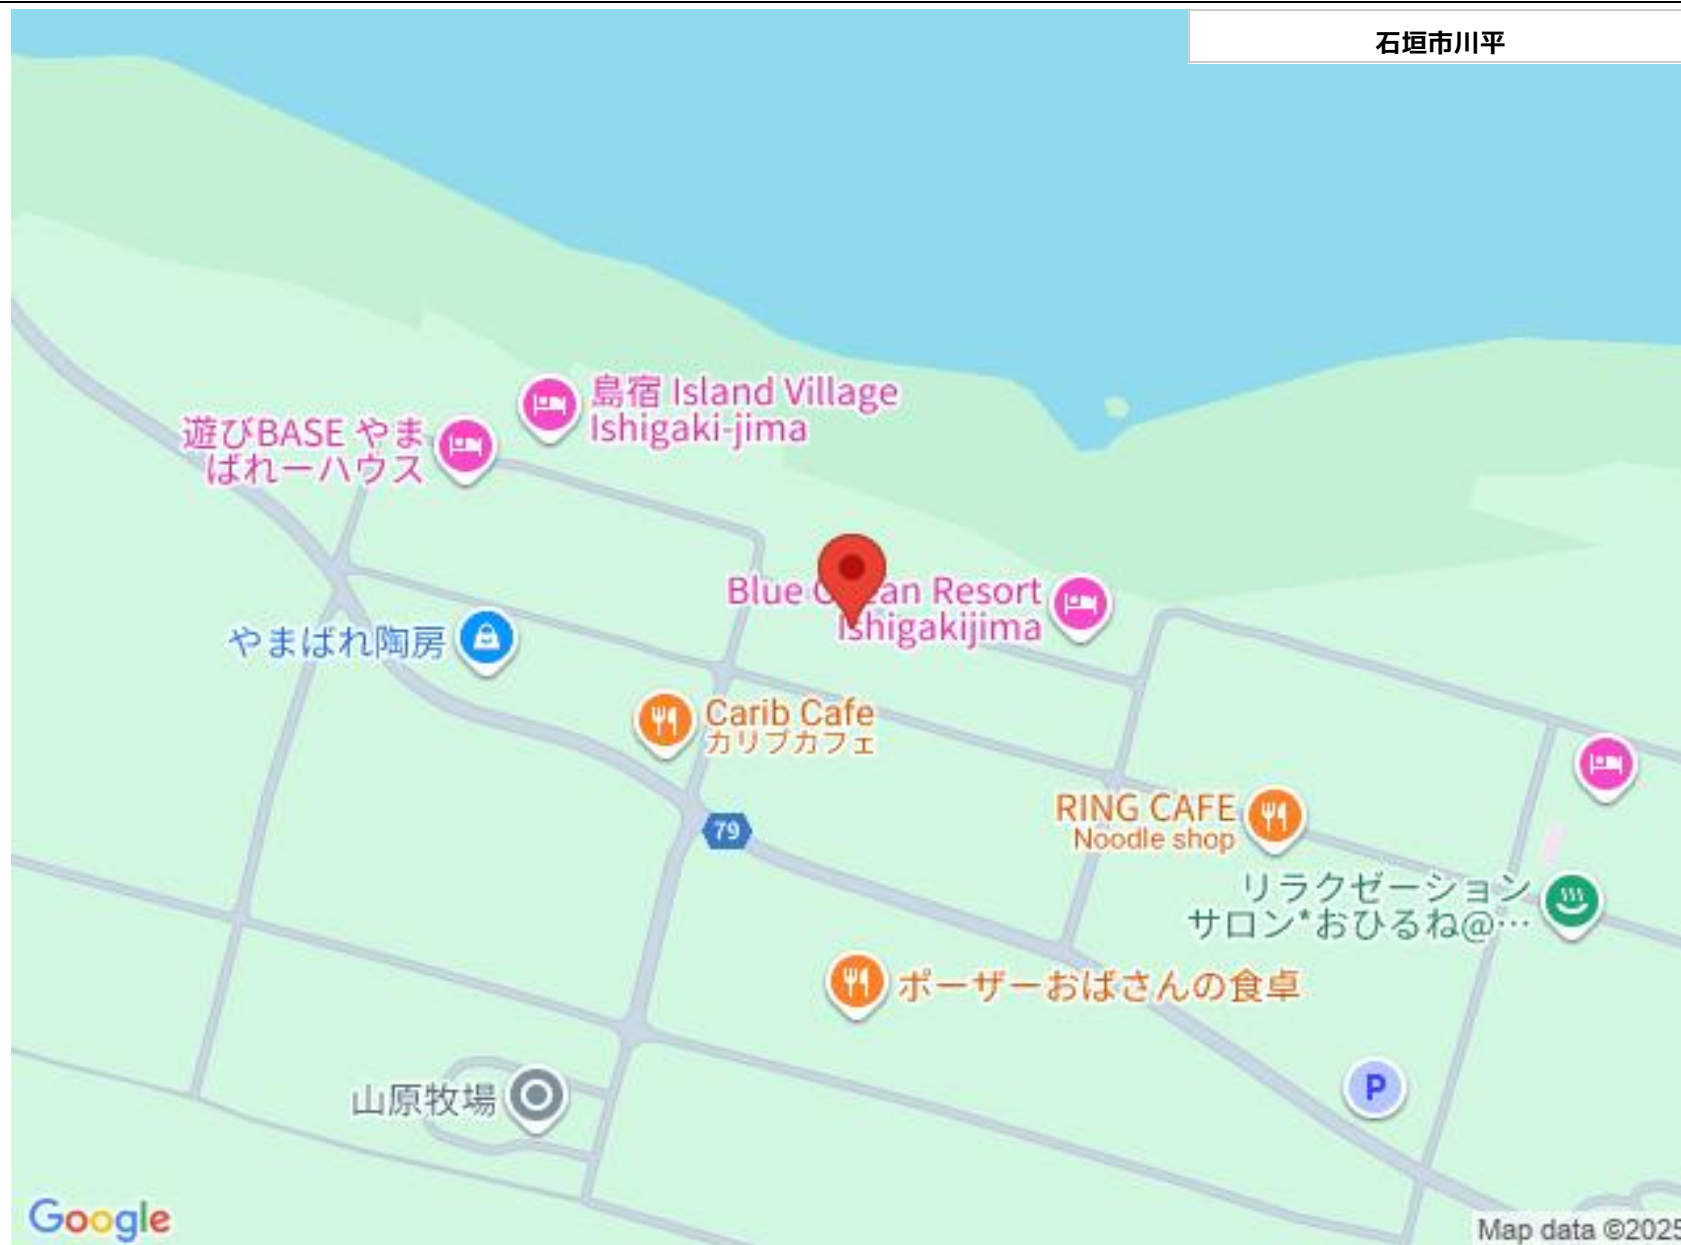 石垣市川平
島宿 Island Village
Ishigaki-jima
遊びBASE やま
ばれーハウス
Blue Ocean Resort
Ishigakijima
やまばれ陶房
Carib Cafe
カリブカフェ
79
RING CAFE
Noodle shop
リラクゼーション
サロン*おひるね@…
ポーザーおばさんの食卓
山原牧場
P
Google
Map data ©2025